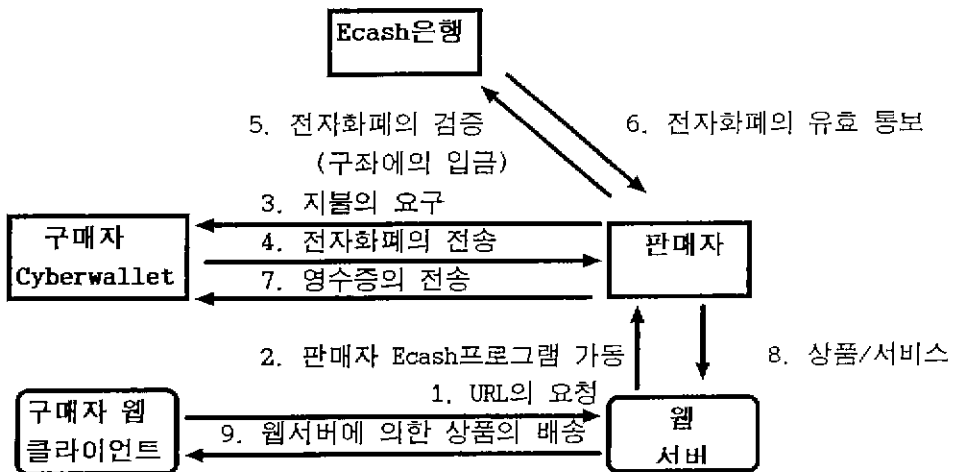 Ecash은행
5. 전자화폐의 검증
(구좌에의 입금)
6. 전자화폐의 유효 통보
3. 지불의 요구
구매자
Cyberwallet
4. 전자화폐의 전송
판매자
7. 영수증의 전송
2. 판매자 Ecash프로그램 가동
8. 상품/서비스
1. URL의 요청
구매자 웹
클라이언트
9. 웹서버에 의한 상품의 배송
웹
서버